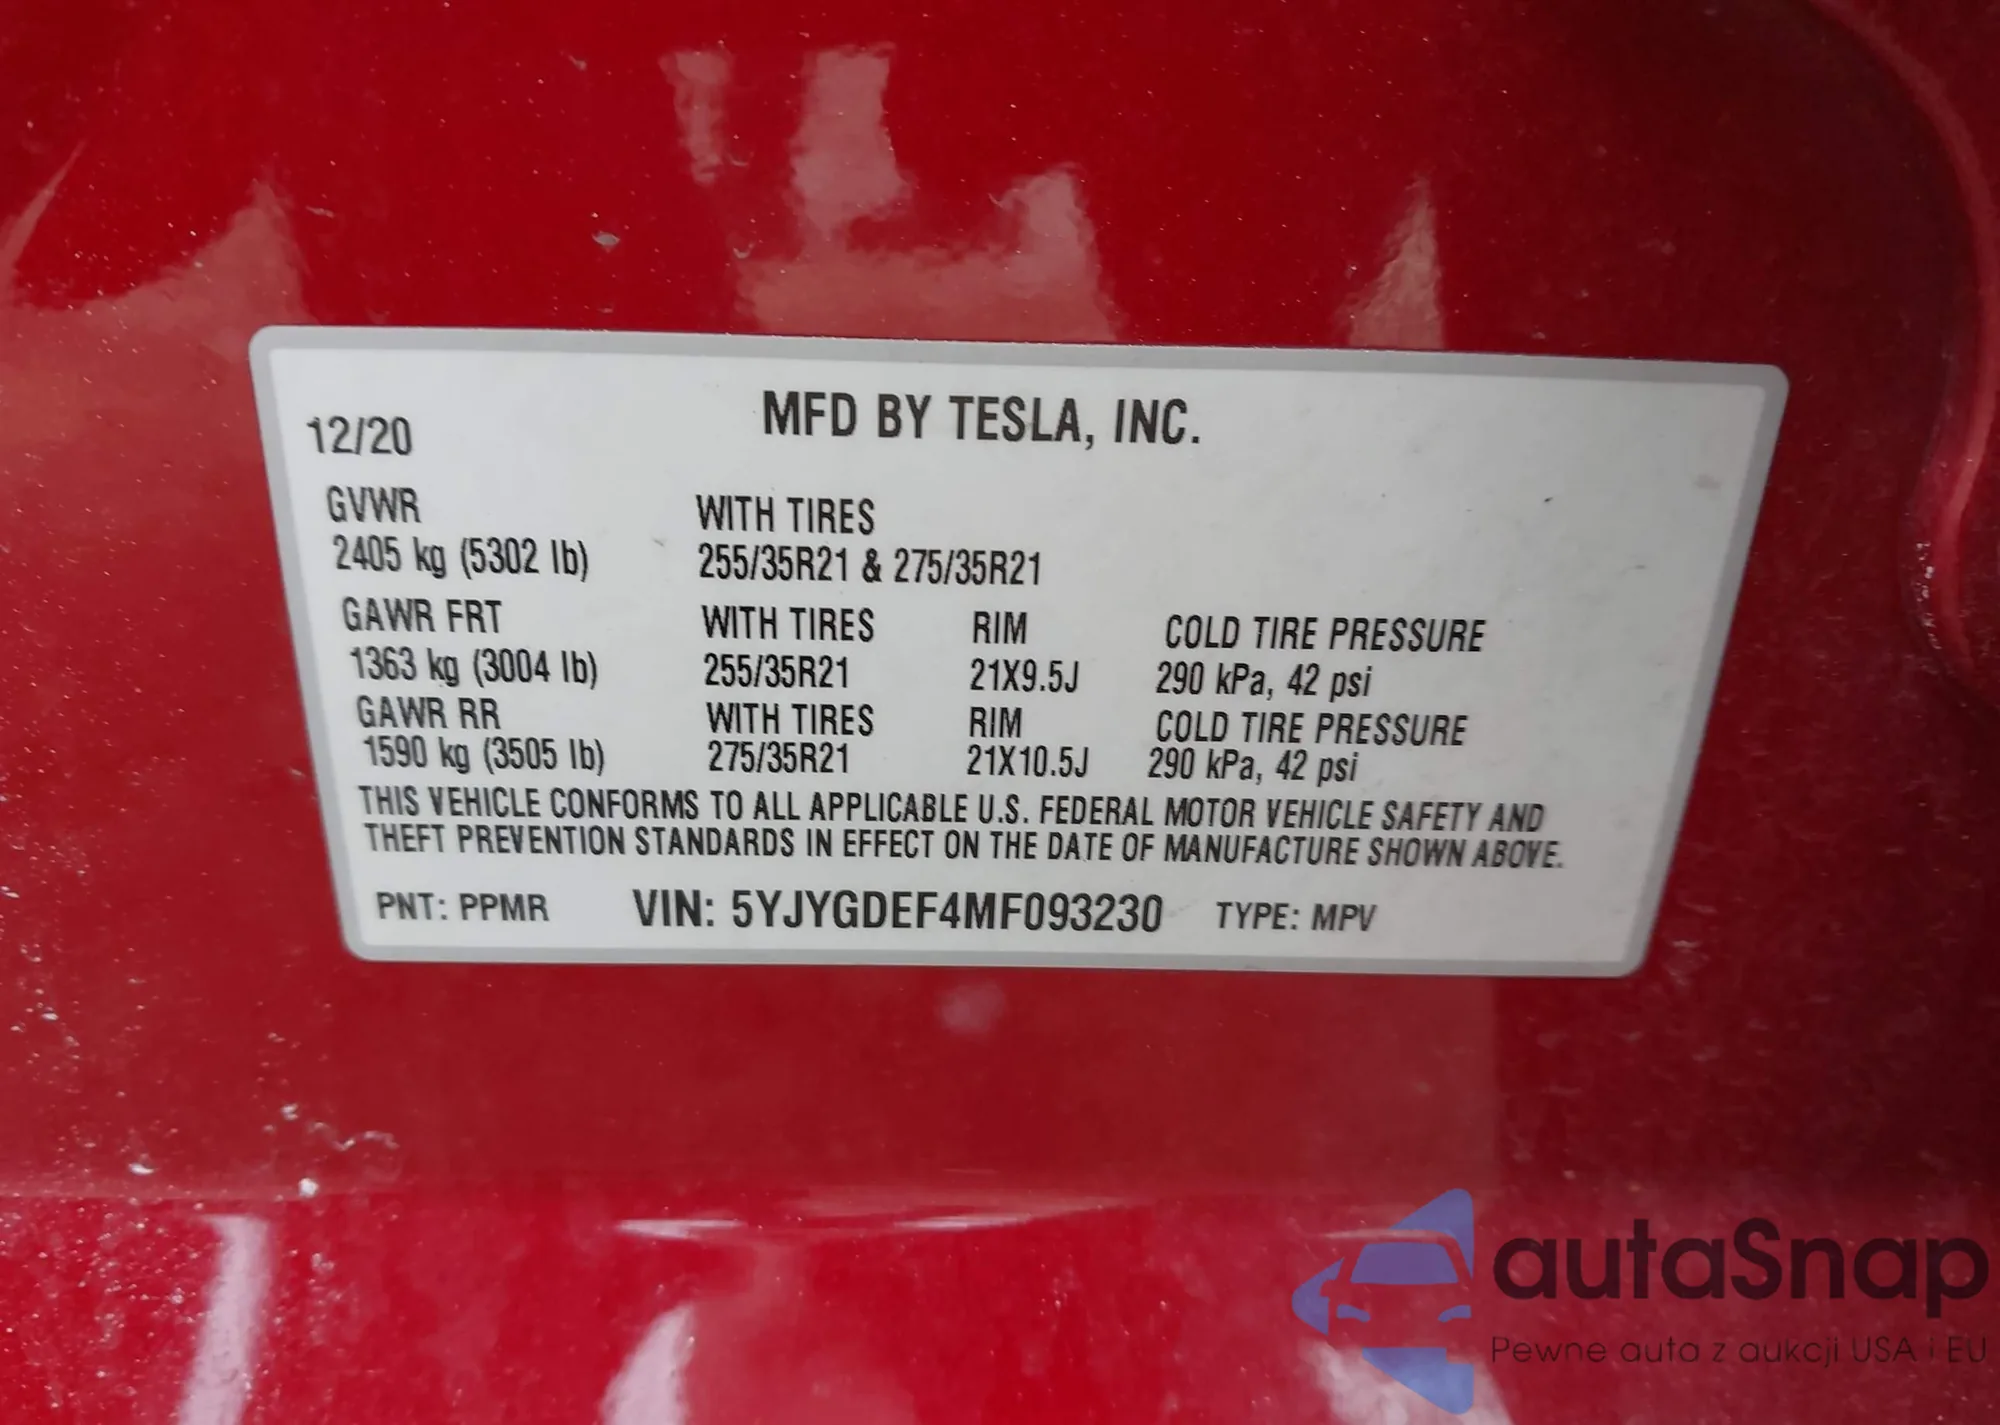 MFD BY TESLA, INC.
12/20
GVWR WITH TIRES
2405 kg (5302 lb) 255/35R21 & 275/35R21
GAWR FRT WITH TIRES RIM COLD TIRE PRESSURE
1363 kg (3004 lb) 255/35R21 21X9.5J 290 kPa, 42 psi
GAWR RR WITH TIRES RIM COLD TIRE PRESSURE
1590 kg (3505 lb) 275/35R21 21X10.5J 290 kPa, 42 psi
THIS VEHICLE CONFORMS TO ALL APPLICABLE U.S. FEDERAL MOTOR VEHICLE SAFETY AND
THEFT PREVENTION STANDARDS IN EFFECT ON THE DATE OF MANUFACTURE SHOWN ABOVE.
PNT: PPMR VIN: 5YJYGDEF4MF093230 TYPE: MPV
autaSnap
Pewne auta z aukcji USA i EU